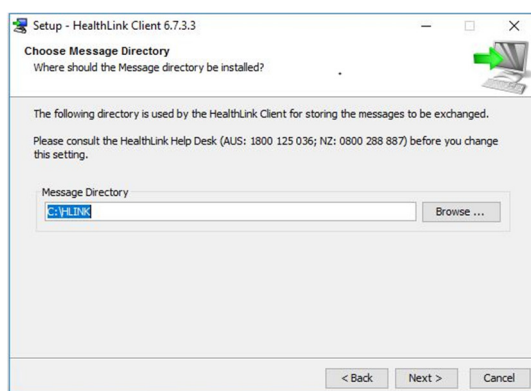 Setup - HealthLink Client 6.7.3.3
Choose Message Directory
Where should the Message directory be installed?
The following directory is used by the HealthLink Client for storing the messages to be exchanged.
Please consult the HealthLink Help Desk (AUS: 1800 125 036; NZ: 0800 288 887) before you change
this setting.
Message Directory
C:\HLINK
Browse ...
< Back
Next >
Cancel